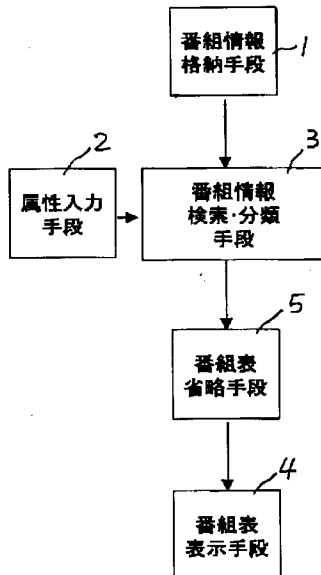 番組情報
格納手段
1
2
属性入力
手段
3
番組情報
検索・分類
手段
5
番組表
省略手段
4
番組表
表示手段